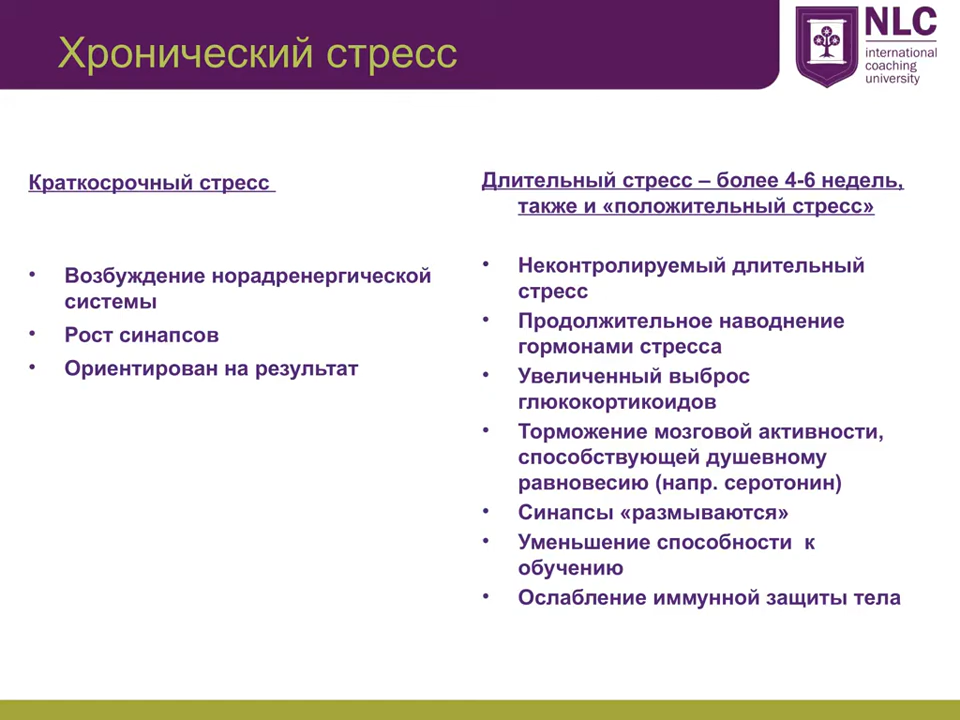 Хронический стресс
NLC
international
coaching
university
Краткосрочный стресс
• Возбуждение норадренергической
системы
• Рост синапсов
• Ориентирован на результат
Длительный стресс – более 4-6 недель,
также и «положительный стресс»
• Неконтролируемый длительный
стресс
• Продолжительное наводнение
гормонами стресса
• Увеличенный выброс
глюкокортикоидов
• Торможение мозговой активности,
способствующей душевному
равновесию (напр. серотонин)
• Синапсы «размываются»
• Уменьшение способности к
обучению
• Ослабление иммунной защиты тела